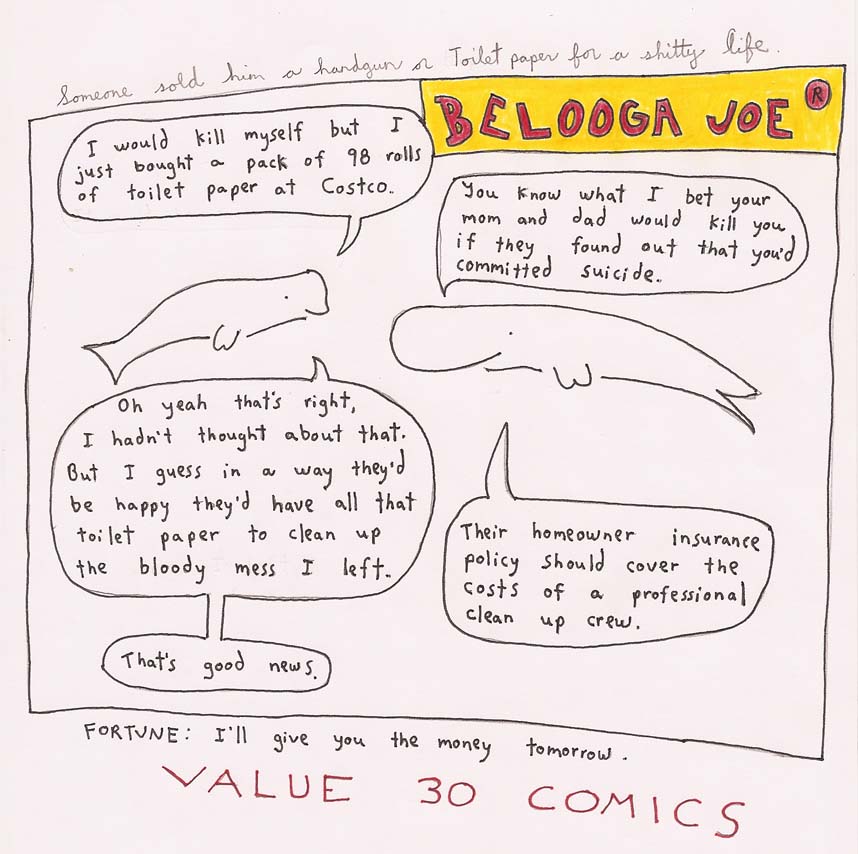 Someone sold him a handgun or Toilet paper for a shitty life.
BELOOGA JOE ®
I would kill myself but I
just bought a pack of 98 rolls
of toilet paper at Costco..
You know what I bet your
mom and dad would kill you
if they found out that you'd
committed suicide..
Oh yeah that's right,
I hadn't thought about that.
But I guess in a way they'd
be happy they'd have all that
toilet paper to clean up
the bloody mess I left..
Their homeowner insurance
policy should cover the
costs of a professional
clean up crew.
That's good news.
FORTUNE: I'll give you the money tomorrow.
VALUE 30 COMICS